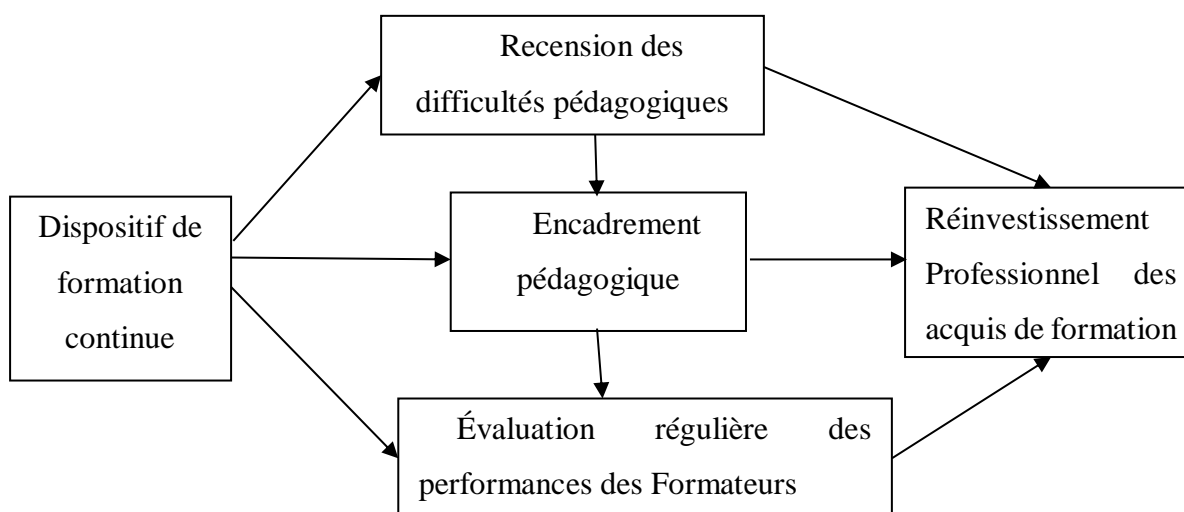 Recension des
difficultés pédagogiques
Dispositif de
formation
continue
Encadrement
pédagogique
Réinvestissement
Professionnel des
acquis de formation
Évaluation régulière des
performances des Formateurs